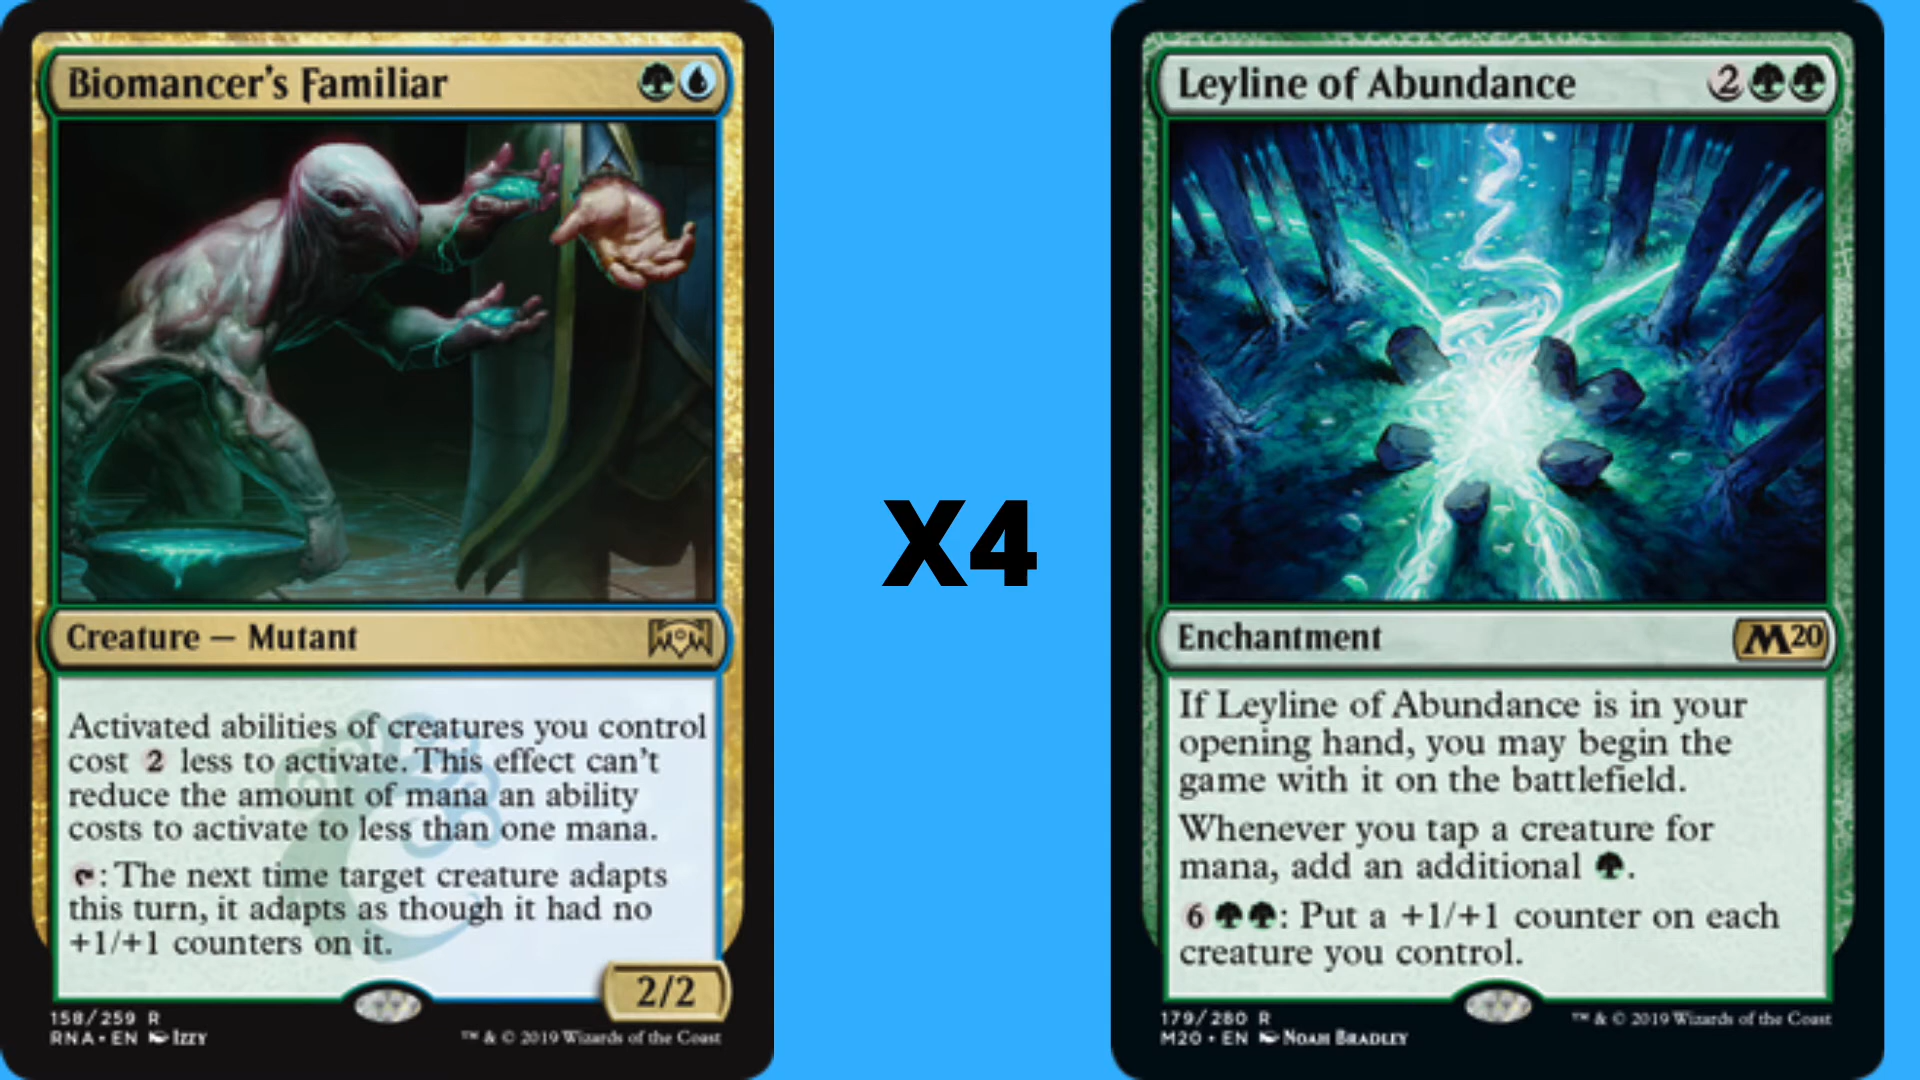 Biomancer's Familiar
Creature — Mutant
Activated abilities of creatures you control
cost 2 less to activate. This effect can't
reduce the amount of mana an ability
costs to activate to less than one mana.
: The next time target creature adapts
this turn, it adapts as though it had no
+1/+1 counters on it.
2/2
158/259 R
RNA • EN Izzy
™ & © 2019 Wizards of the Coast
X4
Leyline of Abundance
2
Enchantment
M20
If Leyline of Abundance is in your
opening hand, you may begin the
game with it on the battlefield.
Whenever you tap a creature for
mana, add an additional .
6 : Put a +1/+1 counter on each
creature you control.
179/280 R
M20 • EN Noah Bradley
™ & © 2019 Wizards of the Coast